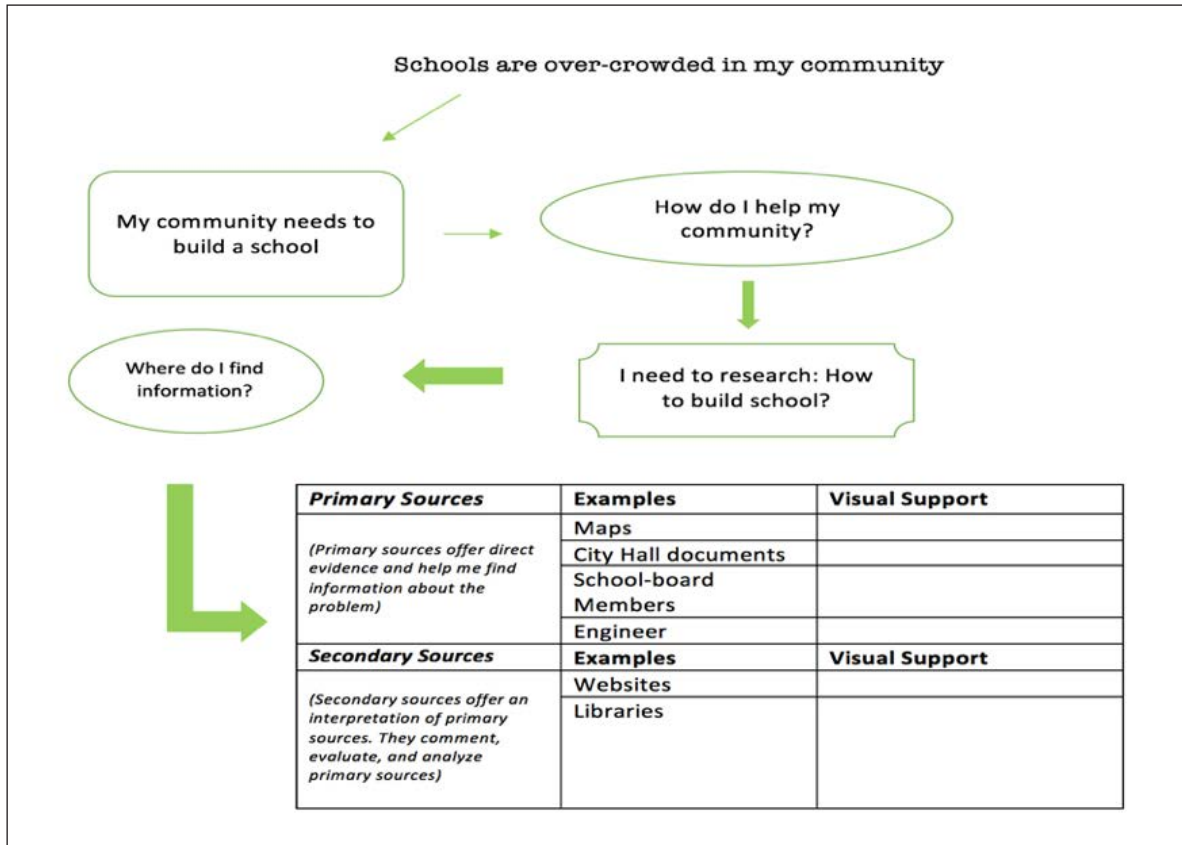 Schools are over-crowded in my community
My community needs to
build a school
How do I help my
community?
I need to research: How
to build school?
Where do I find
information?
Primary Sources
Examples
Visual Support
(Primary sources offer direct
evidence and help me find
information about the
problem)
Maps
City Hall documents
School-board
Members
Engineer
Secondary Sources
Examples
Visual Support
(Secondary sources offer an
interpretation of primary
sources. They comment,
evaluate, and analyze
primary sources)
Websites
Libraries